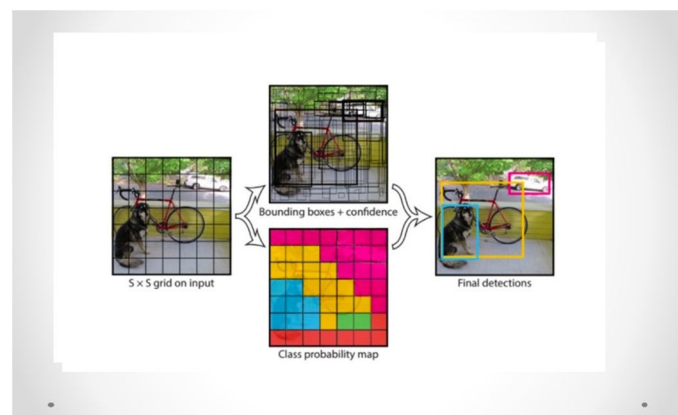 Bounding boxes + confidence
S × S grid on input
Final detections
Class probability map